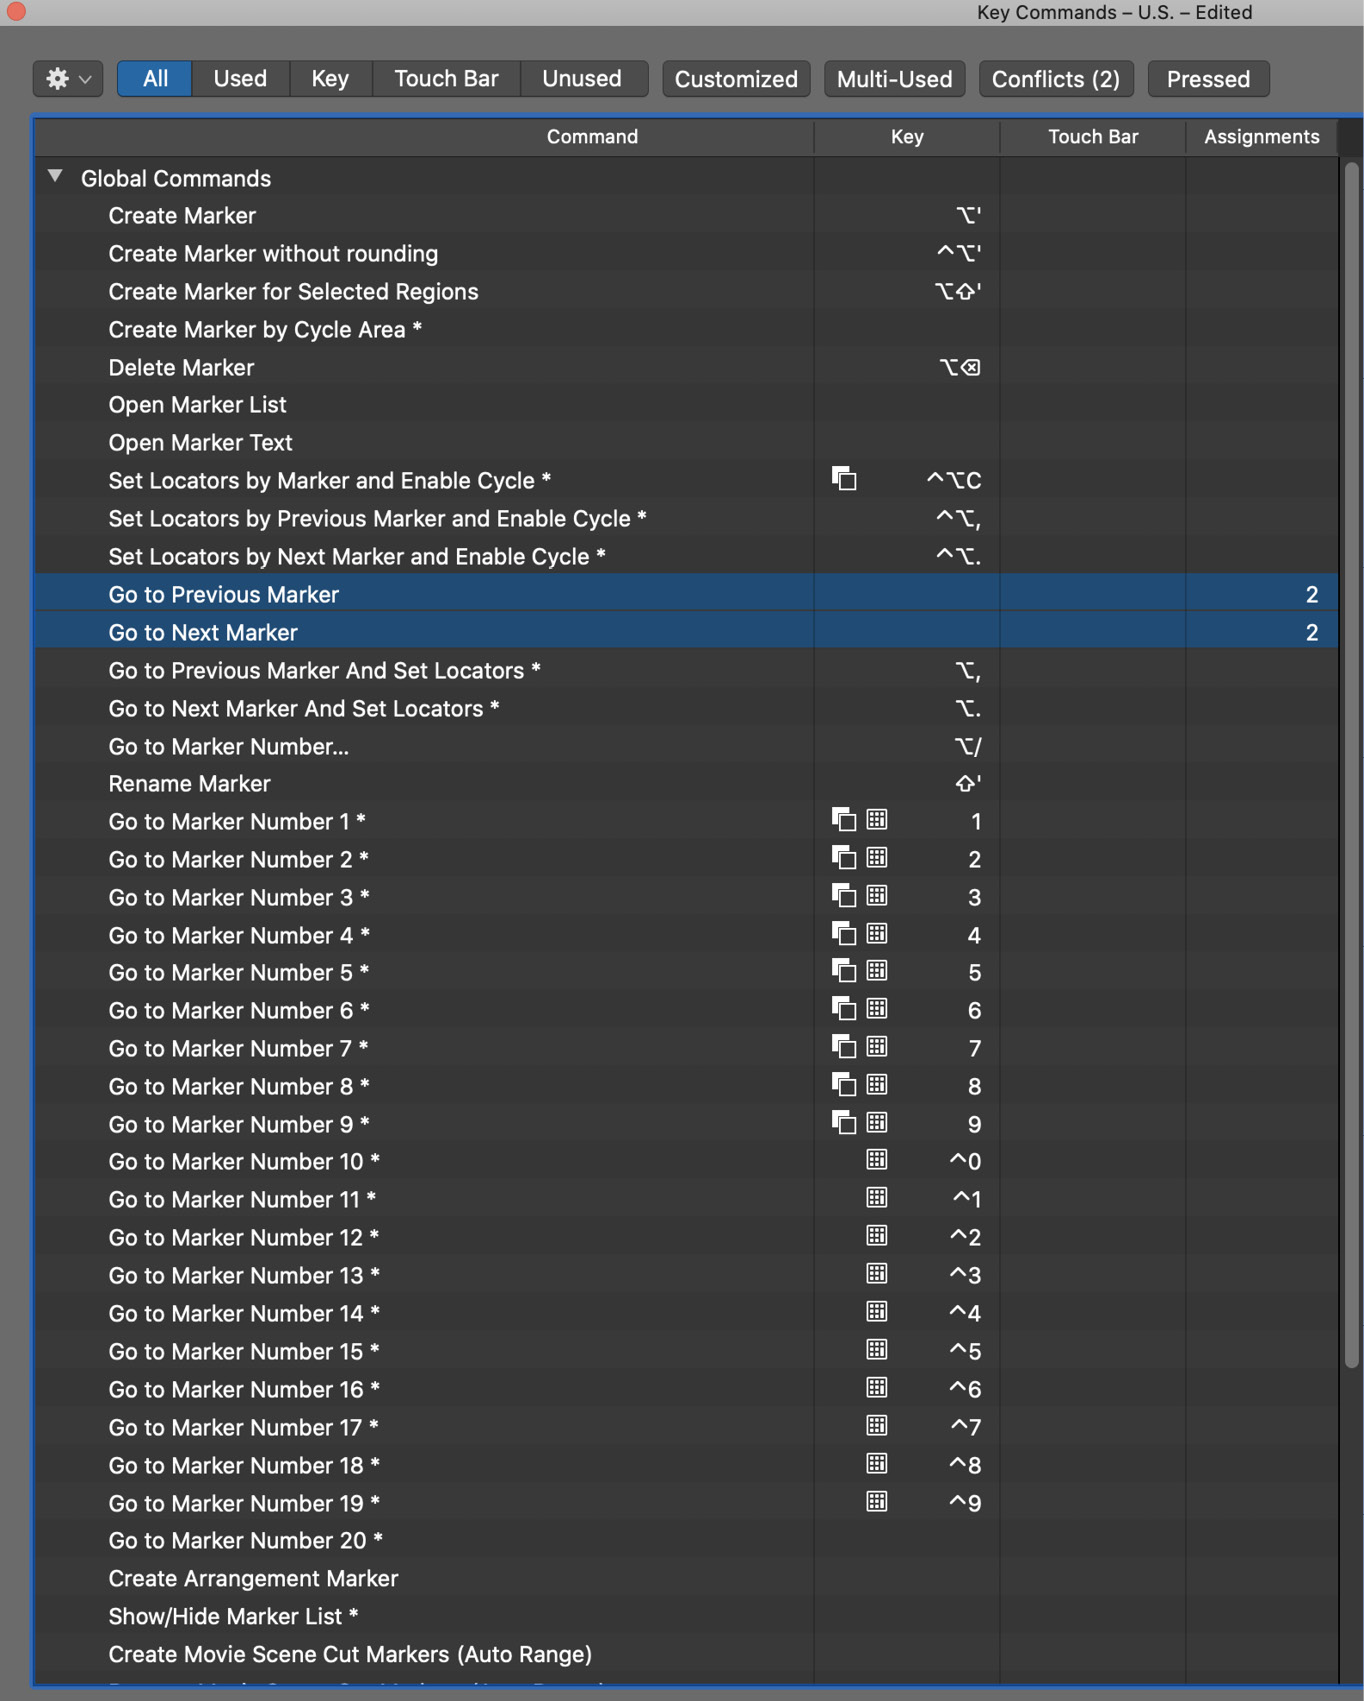 Key Commands – U.S. – Edited
All Used Key Touch Bar Unused Customized Multi-Used Conflicts (2) Pressed
Command Key Touch Bar Assignments
Global Commands
Create Marker ⌥'
Create Marker without rounding ^⌥'
Create Marker for Selected Regions ⌥⇧'
Create Marker by Cycle Area *
Delete Marker ⌥⌫
Open Marker List
Open Marker Text
Set Locators by Marker and Enable Cycle * ^⌥C
Set Locators by Previous Marker and Enable Cycle * ^⌥,
Set Locators by Next Marker and Enable Cycle * ^⌥.
Go to Previous Marker 2
Go to Next Marker 2
Go to Previous Marker And Set Locators * ⌥,
Go to Next Marker And Set Locators * ⌥.
Go to Marker Number... ⌥/
Rename Marker ⇧'
Go to Marker Number 1 * 1
Go to Marker Number 2 * 2
Go to Marker Number 3 * 3
Go to Marker Number 4 * 4
Go to Marker Number 5 * 5
Go to Marker Number 6 * 6
Go to Marker Number 7 * 7
Go to Marker Number 8 * 8
Go to Marker Number 9 * 9
Go to Marker Number 10 * ^0
Go to Marker Number 11 * ^1
Go to Marker Number 12 * ^2
Go to Marker Number 13 * ^3
Go to Marker Number 14 * ^4
Go to Marker Number 15 * ^5
Go to Marker Number 16 * ^6
Go to Marker Number 17 * ^7
Go to Marker Number 18 * ^8
Go to Marker Number 19 * ^9
Go to Marker Number 20 *
Create Arrangement Marker
Show/Hide Marker List *
Create Movie Scene Cut Markers (Auto Range)